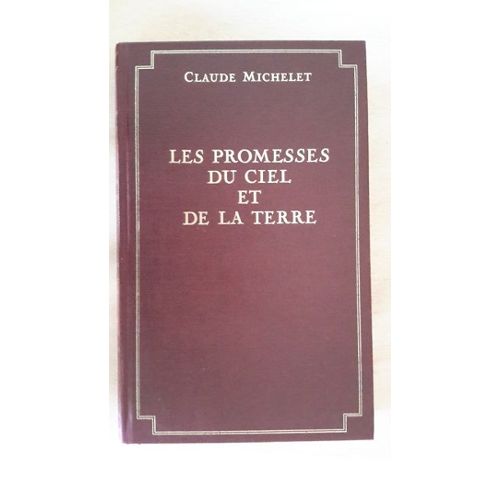 CLAUDE MICHELET
LES PROMESSES
DU CIEL
ET
DE LA TERRE